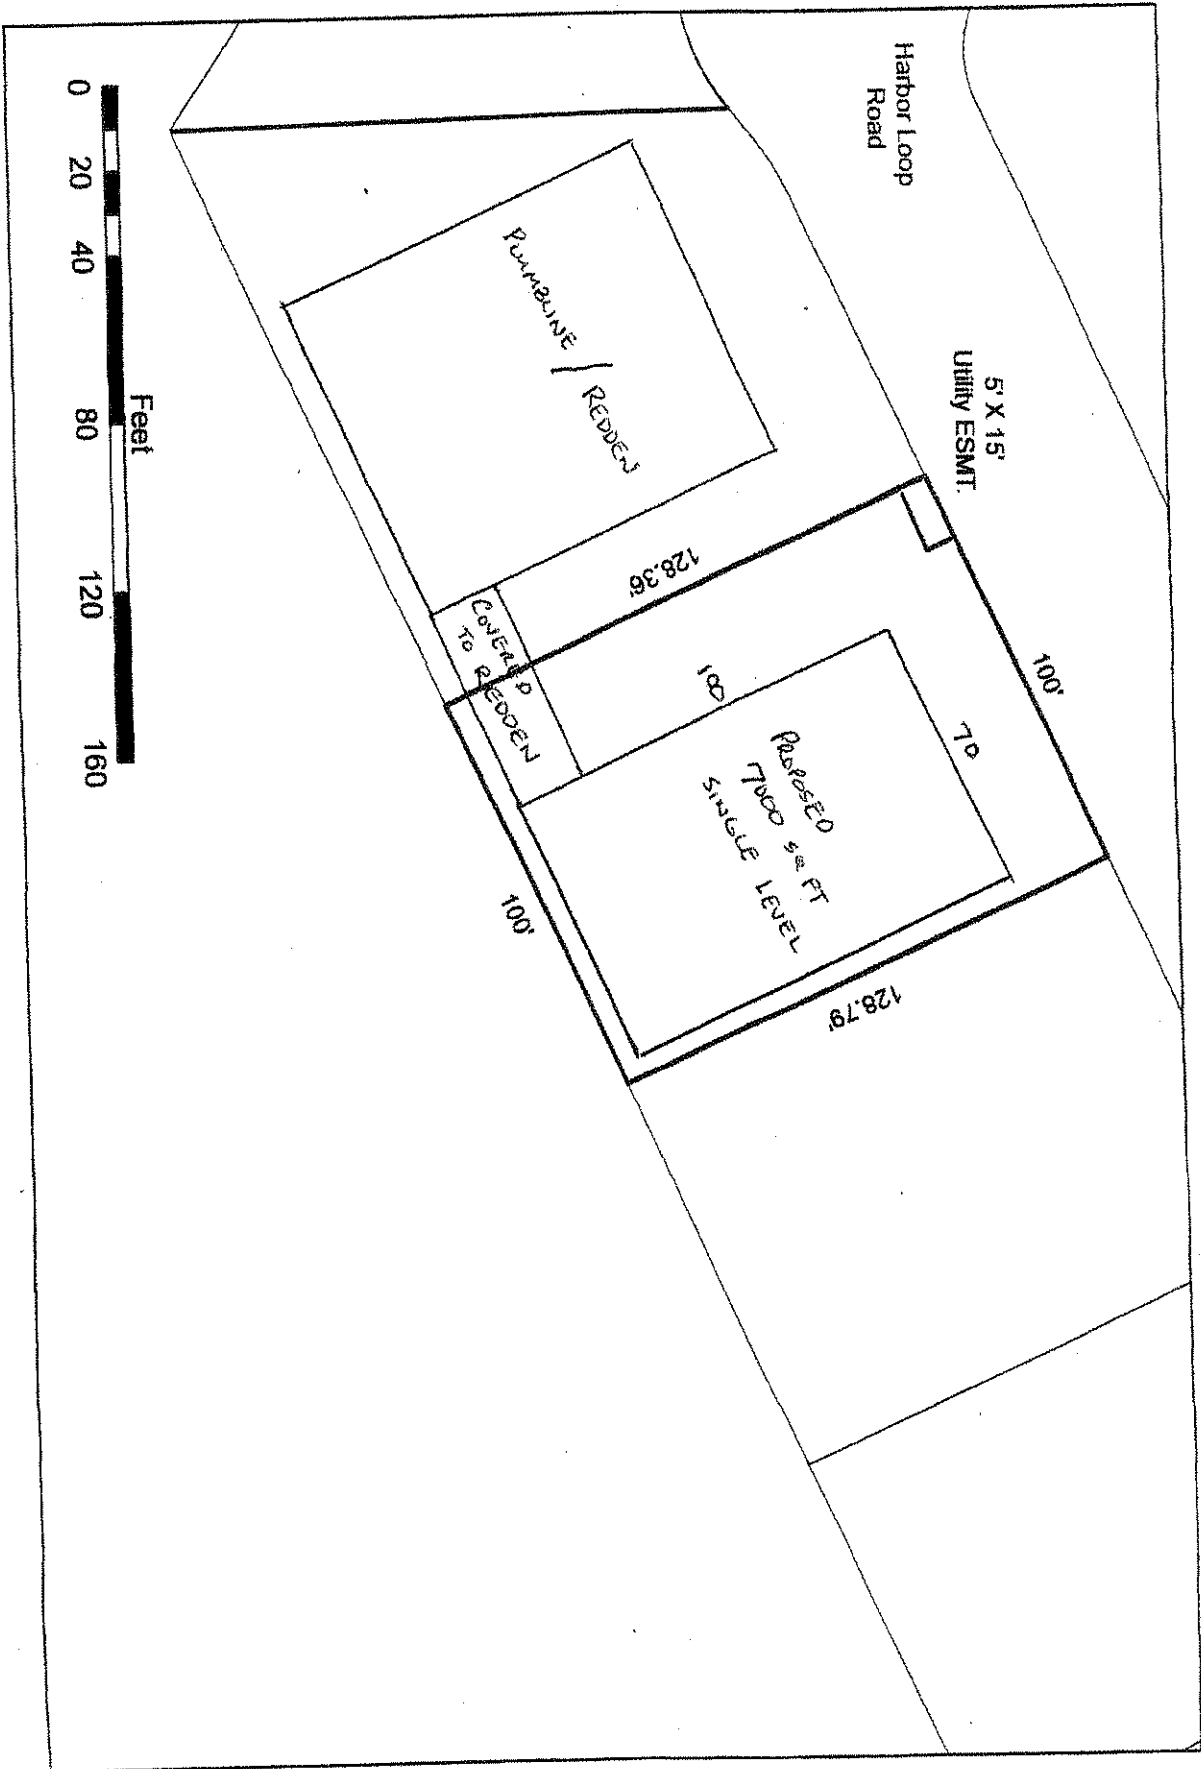 Harbor Loop
Road
5' X 15'
Utility ESMT.
PLUMBLINE / REDDEN
COVERED
TO REDDEN
128.36'
100'
100
70
PROPOSED
7000 SQ FT
SINGLE LEVEL
128.79'
100'
0 20 40 80 120 160
Feet